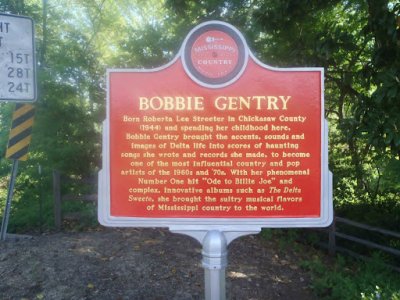 15T
28T
24T
MISSISSIPPI
COUNTRY
BOBBIE GENTRY
Born Roberta Lee Streeter in Chickasaw County
(1944) and spending her childhood here,
Bobbie Gentry brought the accents, sounds and
images of Delta life into scores of haunting
songs she wrote and records she made, to become
one of the most influential country and pop
artists of the 1960s and '70s. With her phenomenal
Number One hit "Ode to Billie Joe" and
complex, innovative albums such as The Delta
Sweete, she brought the sultry musical flavors
of Mississippi country to the world.